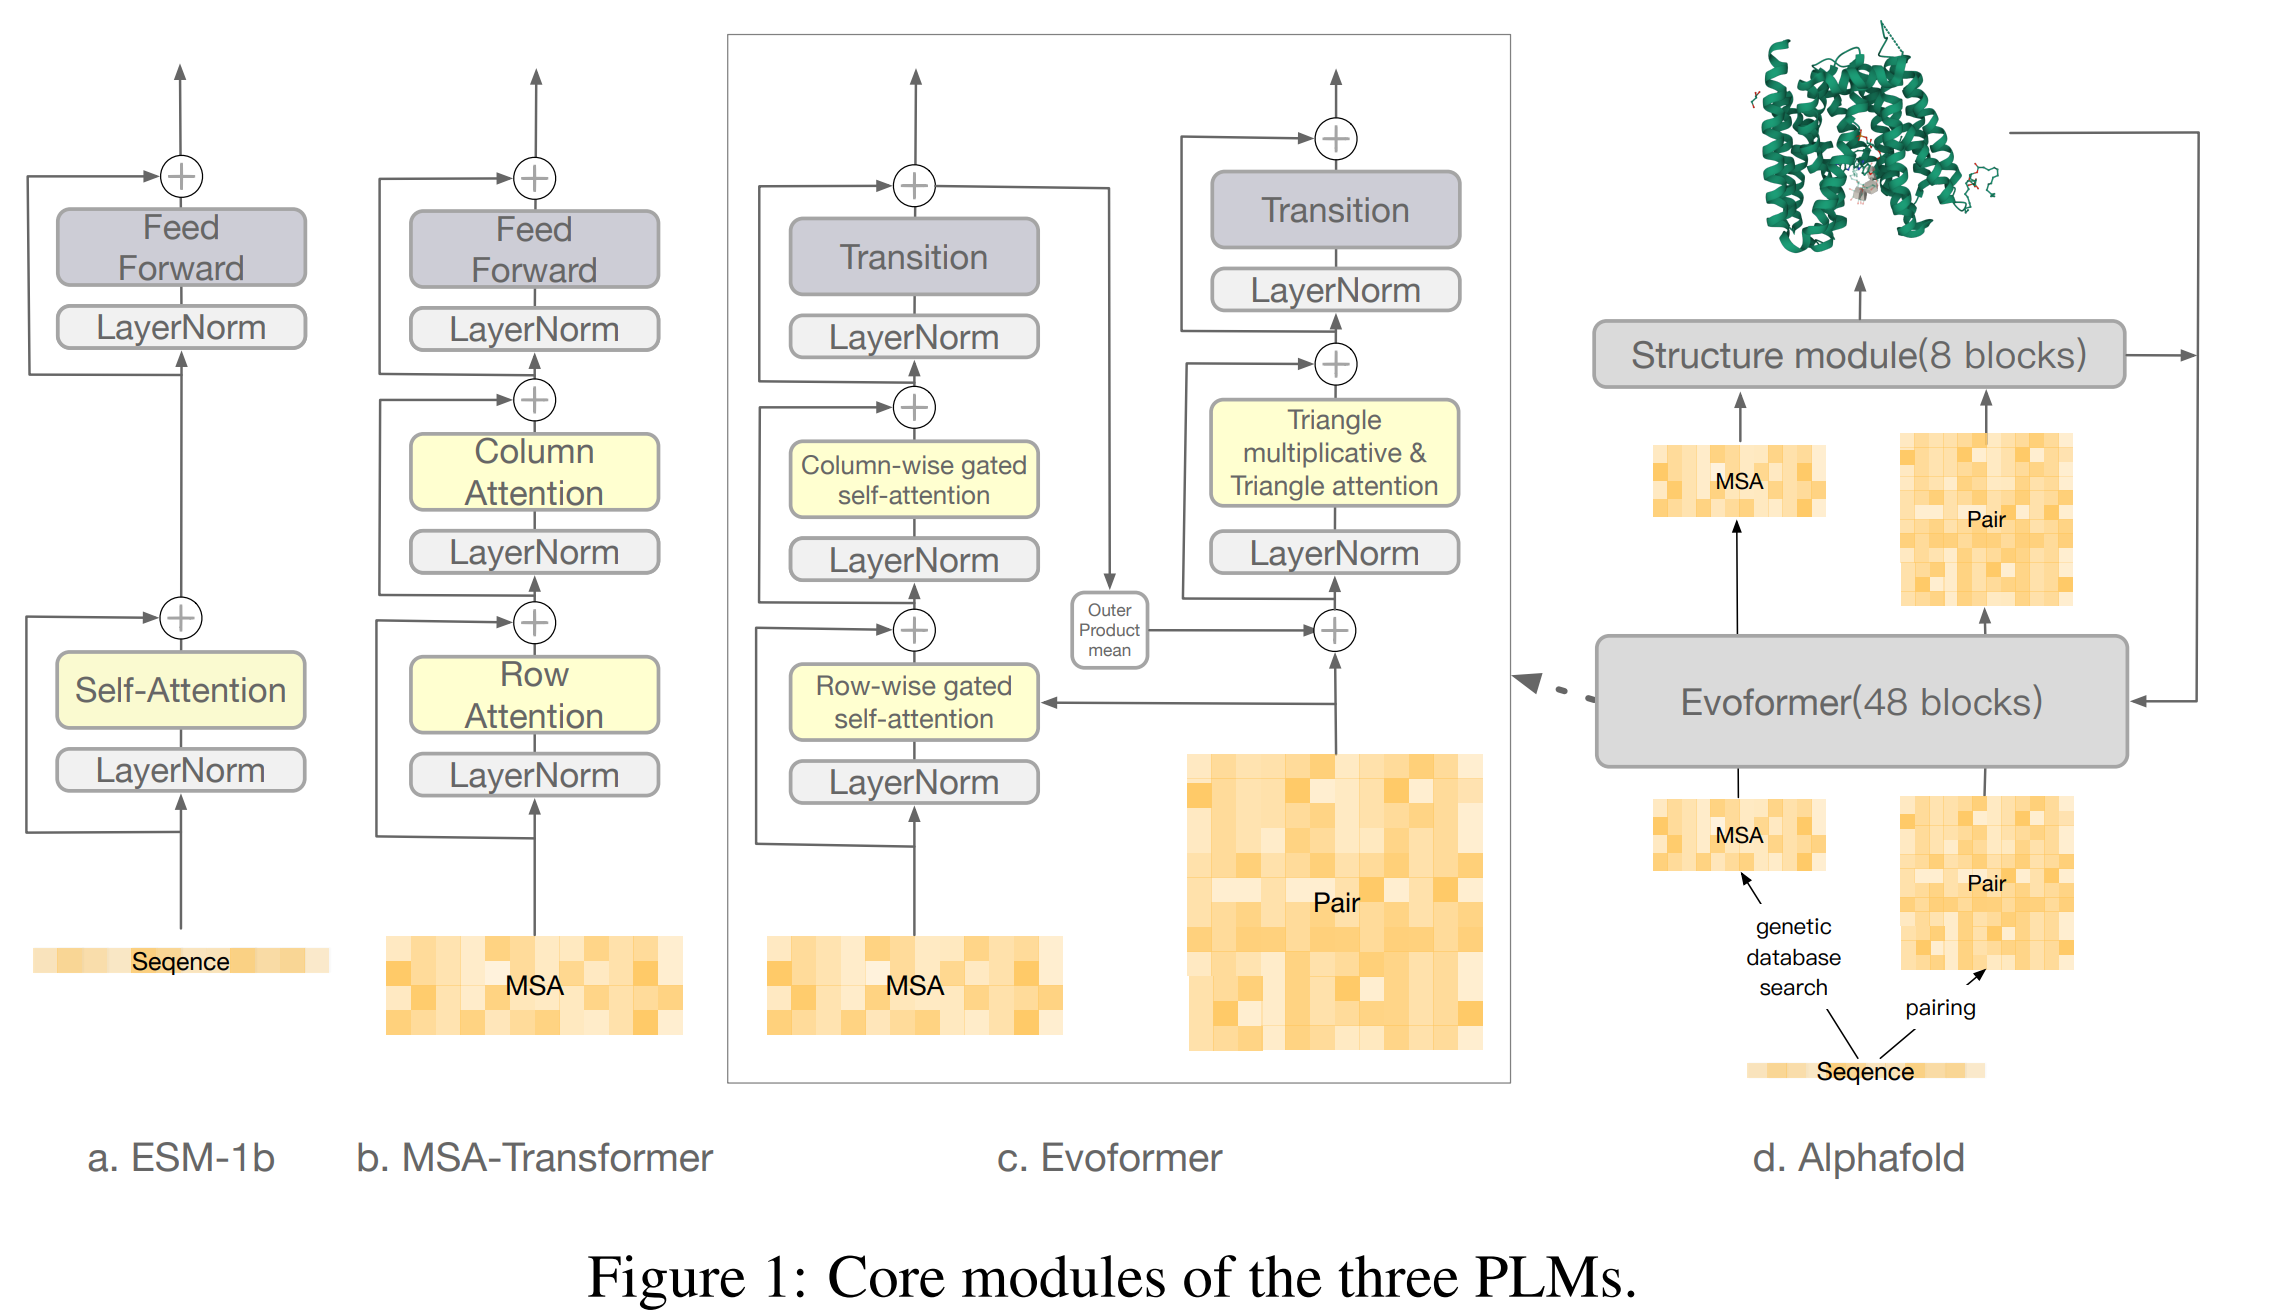 Feed
Forward
LayerNorm
Self-Attention
LayerNorm
Seqence
a. ESM-1b
Feed
Forward
LayerNorm
Column
Attention
LayerNorm
Row
Attention
LayerNorm
MSA
b. MSA-Transformer
Transition
LayerNorm
Column-wise gated
self-attention
LayerNorm
Row-wise gated
self-attention
LayerNorm
MSA
Outer
Product
mean
Transition
LayerNorm
Triangle
multiplicative &
Triangle attention
LayerNorm
Pair
c. Evoformer
Structure module(8 blocks)
MSA
Pair
Evoformer(48 blocks)
MSA
Pair
genetic
database
search
pairing
Seqence
d. Alphafold
Figure 1: Core modules of the three PLMs.